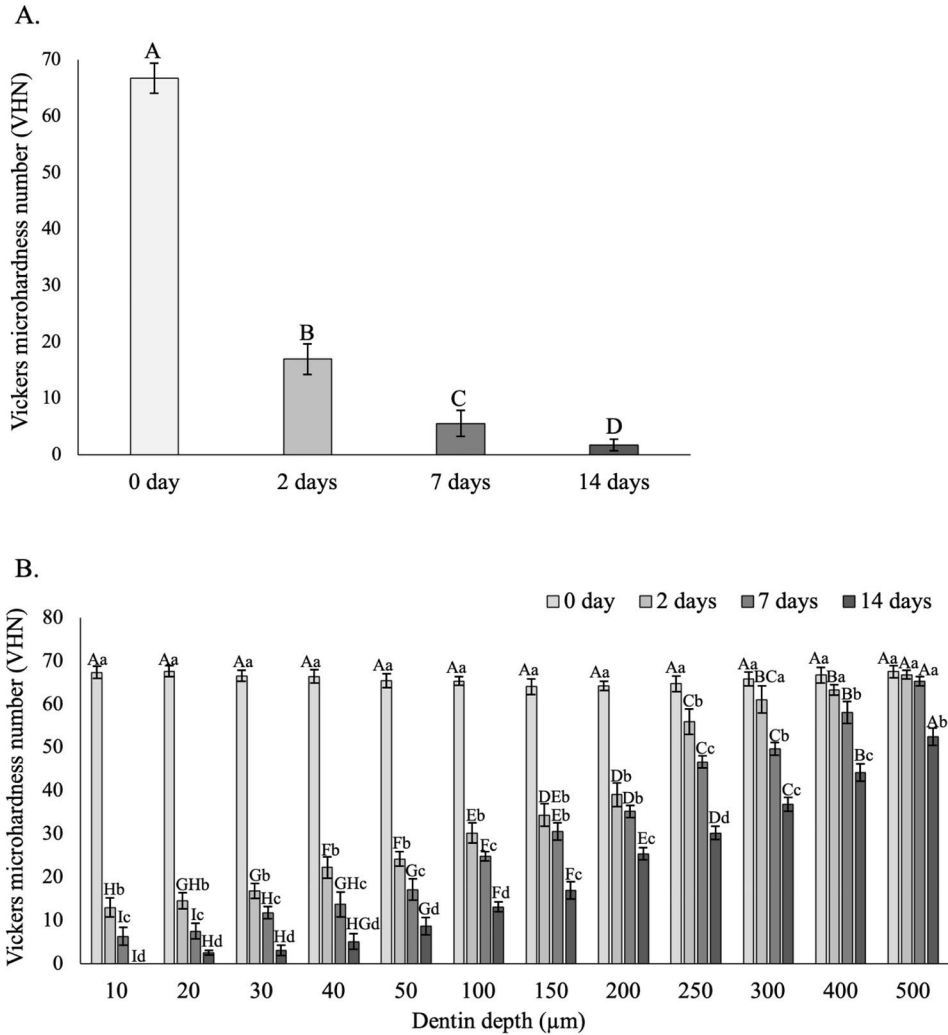 A.
Vickers microhardness number (VHN)
70
60
50
40
30
20
10
0
A
B
C
D
0 day 2 days 7 days 14 days
B.
0 day 2 days 7 days 14 days
Vickers microhardness number (VHN)
80
70
60
50
40
30
20
10
0
Aa Hb Ic Id
Aa GHb Ic Hd
Aa Gb Hc Hd
Aa Fb GHc HGd
Aa Fb Gc Gd
Aa Eb Fc Fd
Aa DEb Eb Fc
Aa Db Db Ec
Aa Cb Cc Dd
Aa BCa Cb Cc
Aa Ba Bb Bc
Aa Aa Aa Ab
10 20 30 40 50 100 150 200 250 300 400 500
Dentin depth (µm)